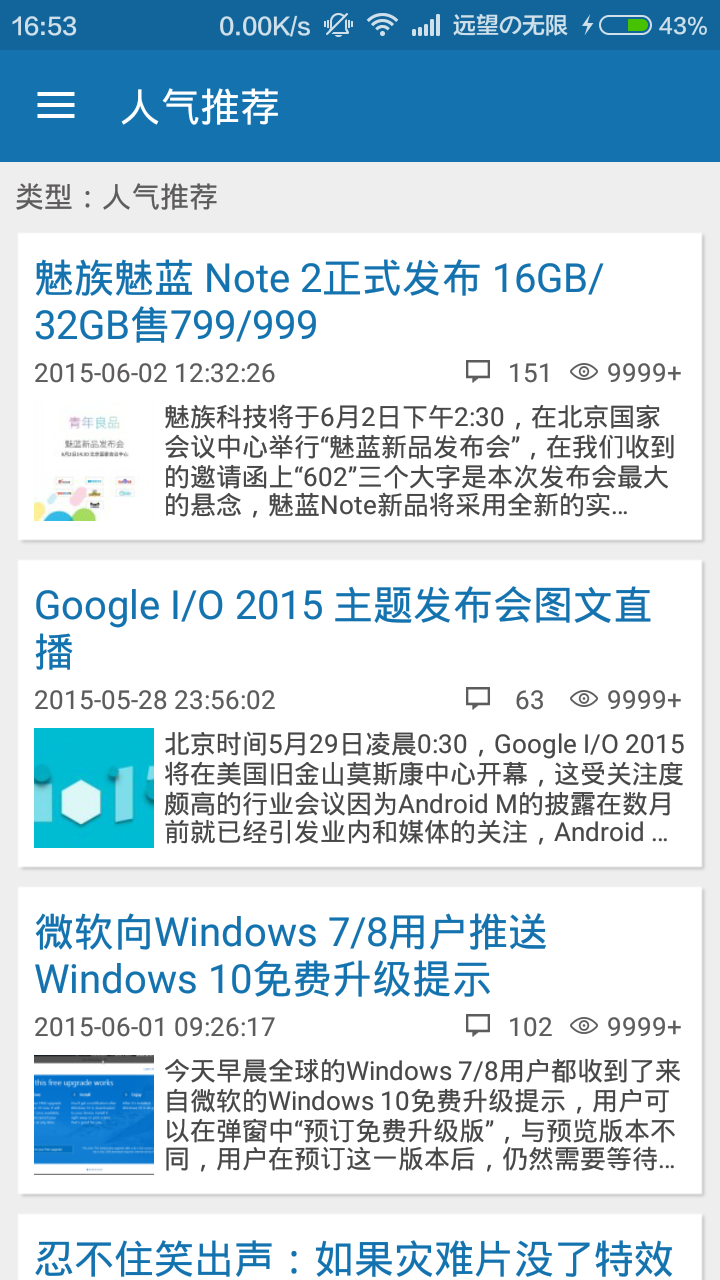 16:53 0.00K/s 远望の无限 43%
人气推荐
类型：人气推荐
魅族魅蓝 Note 2正式发布 16GB/
32GB售799/999
2015-06-02 12:32:26 151 9999+
青年良品
魅蓝新品发布会
魅族科技将于6月2日下午2:30，在北京国家
会议中心举行“魅蓝新品发布会”，在我们收到
的邀请函上“602”三个大字是本次发布会最大
的悬念，魅蓝Note新品将采用全新的实...
Google I/O 2015 主题发布会图文直
播
2015-05-28 23:56:02 63 9999+
北京时间5月29日凌晨0:30，Google I/O 2015
将在美国旧金山莫斯康中心开幕，这受关注度
颇高的行业会议因为Android M的披露在数月
前就已经引发业内和媒体的关注，Android ...
微软向Windows 7/8用户推送
Windows 10免费升级提示
2015-06-01 09:26:17 102 9999+
this free upgrade works
今天早晨全球的Windows 7/8用户都收到了来
自微软的Windows 10免费升级提示，用户可
以在弹窗中“预订免费升级版”，与预览版本不
同，用户在预订这一版本后，仍然需要等待...
忍不住笑出声：如果灾难片没了特效